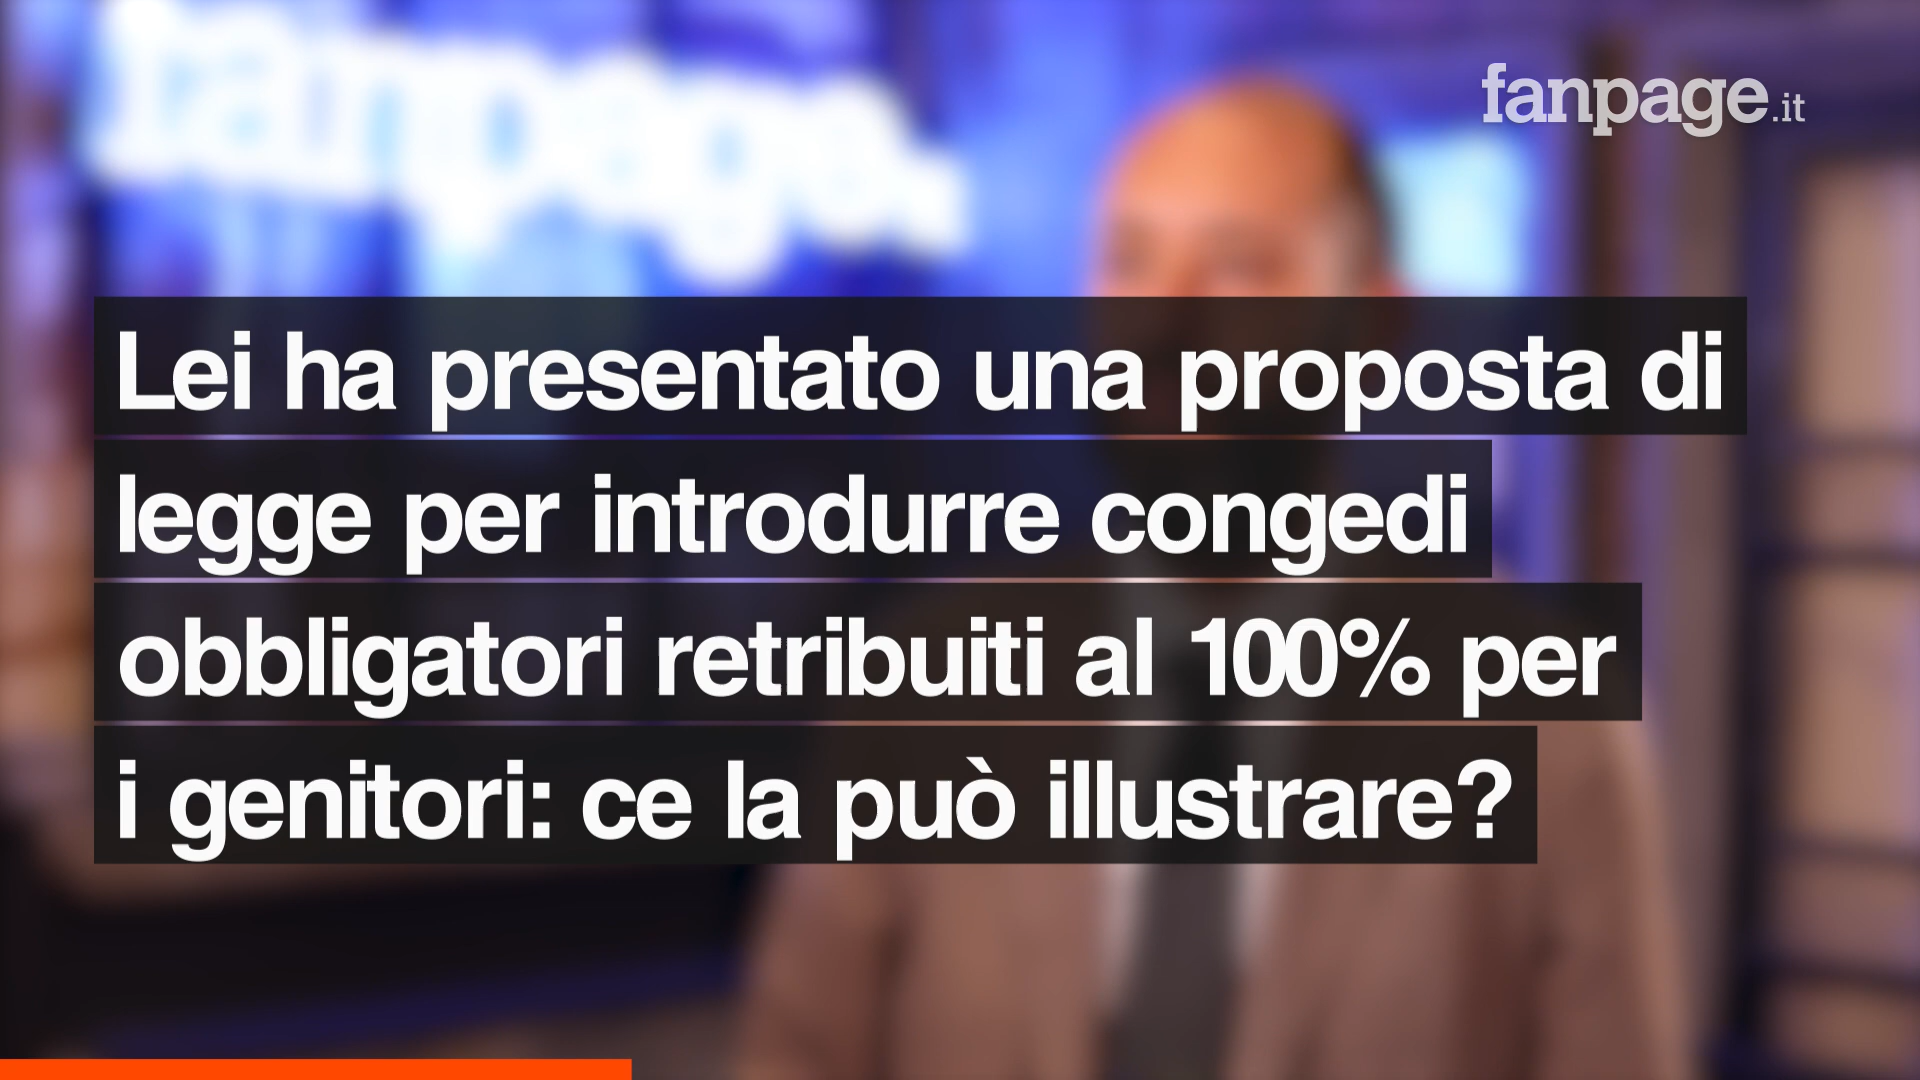 fanpage.it
Lei ha presentato una proposta di
legge per introdurre congedi
obbligatori retribuiti al 100% per
i genitori: ce la può illustrare?